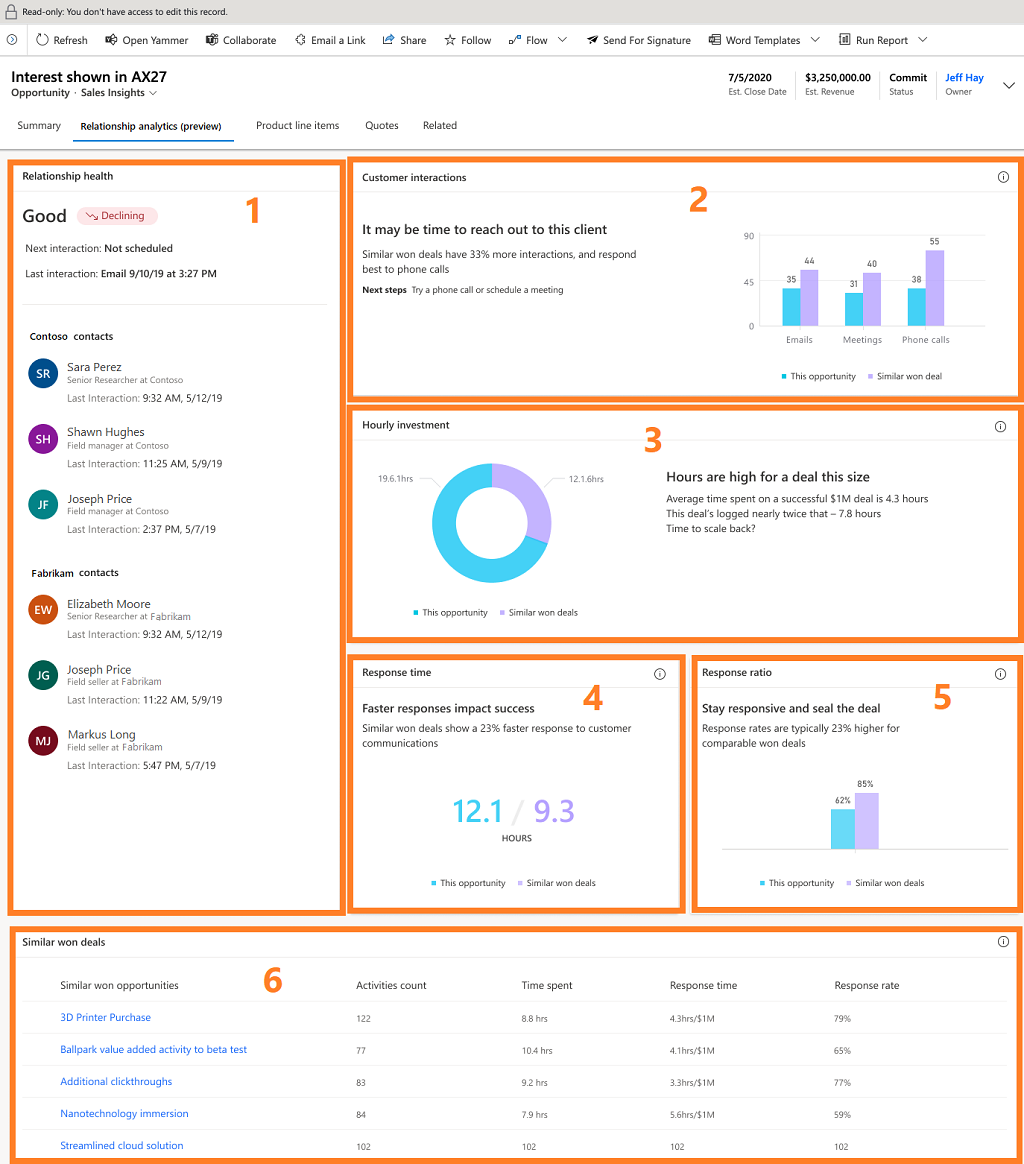 Read-only: You don't have access to edit this record.
Refresh Open Yammer Collaborate Email a Link Share Follow Flow Send For Signature Word Templates Run Report
Interest shown in AX27
Opportunity · Sales Insights
7/5/2020 $3,250,000.00 Commit Jeff Hay
Est. Close Date Est. Revenue Status Owner
Summary Relationship analytics (preview) Product line items Quotes Related
Relationship health
1
Good Declining
Next interaction: Not scheduled
Last interaction: Email 9/10/19 at 3:27 PM
Contoso contacts
SR Sara Perez
Senior Researcher at Contoso
Last Interaction: 9:32 AM, 5/12/19
SH Shawn Hughes
Field manager at Contoso
Last Interaction: 11:25 AM, 5/9/19
JF Joseph Price
Field manager at Contoso
Last Interaction: 2:37 PM, 5/7/19
Fabrikam contacts
EW Elizabeth Moore
Senior Researcher at Fabrikam
Last Interaction: 9:32 AM, 5/12/19
JG Joseph Price
Field seller at Fabrikam
Last Interaction: 11:22 AM, 5/9/19
MJ Markus Long
Field seller at Fabrikam
Last Interaction: 5:47 PM, 5/7/19
Customer interactions
2
It may be time to reach out to this client
Similar won deals have 33% more interactions, and respond
best to phone calls
Next steps Try a phone call or schedule a meeting
90
45
0
35 44 31 40 38 55
Emails Meetings Phone calls
This opportunity Similar won deal
Hourly investment
3
19.6.1hrs 12.1.6hrs
This opportunity Similar won deals
Hours are high for a deal this size
Average time spent on a successful $1M deal is 4.3 hours
This deal's logged nearly twice that – 7.8 hours
Time to scale back?
Response time
4
Faster responses impact success
Similar won deals show a 23% faster response to customer
communications
12.1 / 9.3
HOURS
This opportunity Similar won deals
Response ratio
5
Stay responsive and seal the deal
Response rates are typically 23% higher for
comparable won deals
62% 85%
This opportunity Similar won deals
Similar won deals
6
Similar won opportunities Activities count Time spent Response time Response rate
3D Printer Purchase 122 8.8 hrs 4.3hrs/$1M 79%
Ballpark value added activity to beta test 77 10.4 hrs 4.1hrs/$1M 65%
Additional clickthroughs 83 9.2 hrs 3.3hrs/$1M 77%
Nanotechnology immersion 84 7.9 hrs 5.6hrs/$1M 59%
Streamlined cloud solution 102 102 102 102